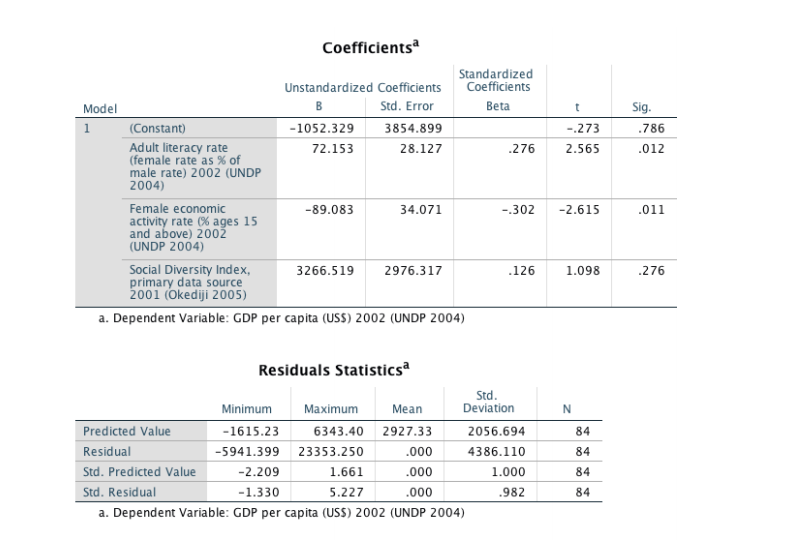 Coefficientsa
Unstandardized Coefficients Standardized Coefficients
Model B Std. Error Beta t Sig.
1 (Constant) -1052.329 3854.899 -.273 .786
Adult literacy rate 72.153 28.127 .276 2.565 .012
(female rate as % of
male rate) 2002 (UNDP
2004)
Female economic -89.083 34.071 -.302 -2.615 .011
activity rate (% ages 15
and above) 2002
(UNDP 2004)
Social Diversity Index, 3266.519 2976.317 .126 1.098 .276
primary data source
2001 (Okediji 2005)
a. Dependent Variable: GDP per capita (US$) 2002 (UNDP 2004)
Residuals Statisticsa
Minimum Maximum Mean Std. Deviation N
Predicted Value -1615.23 6343.40 2927.33 2056.694 84
Residual -5941.399 23353.250 .000 4386.110 84
Std. Predicted Value -2.209 1.661 .000 1.000 84
Std. Residual -1.330 5.227 .000 .982 84
a. Dependent Variable: GDP per capita (US$) 2002 (UNDP 2004)